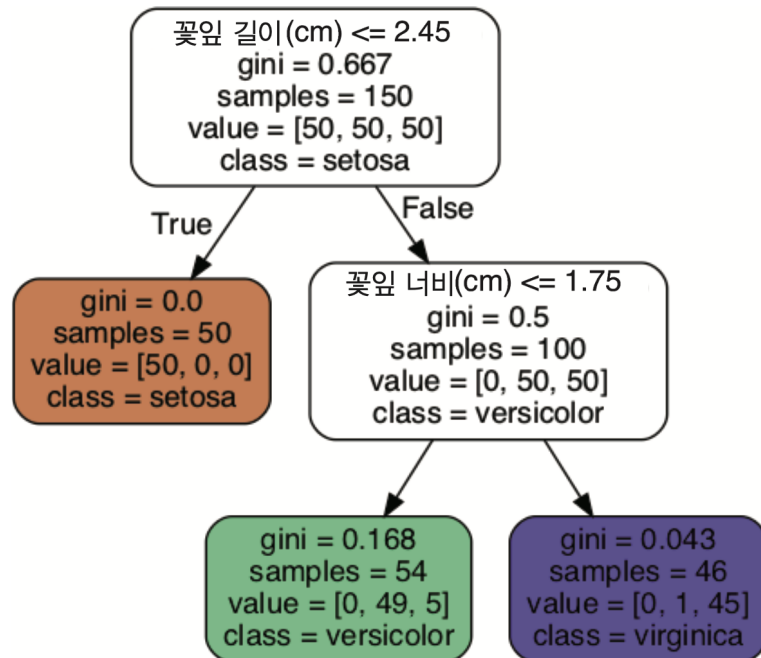 꽃잎 길이(cm) <= 2.45
gini = 0.667
samples = 150
value = [50, 50, 50]
class = setosa
True
False
gini = 0.0
samples = 50
value = [50, 0, 0]
class = setosa
꽃잎 너비(cm) <= 1.75
gini = 0.5
samples = 100
value = [0, 50, 50]
class = versicolor
gini = 0.168
samples = 54
value = [0, 49, 5]
class = versicolor
gini = 0.043
samples = 46
value = [0, 1, 45]
class = virginica